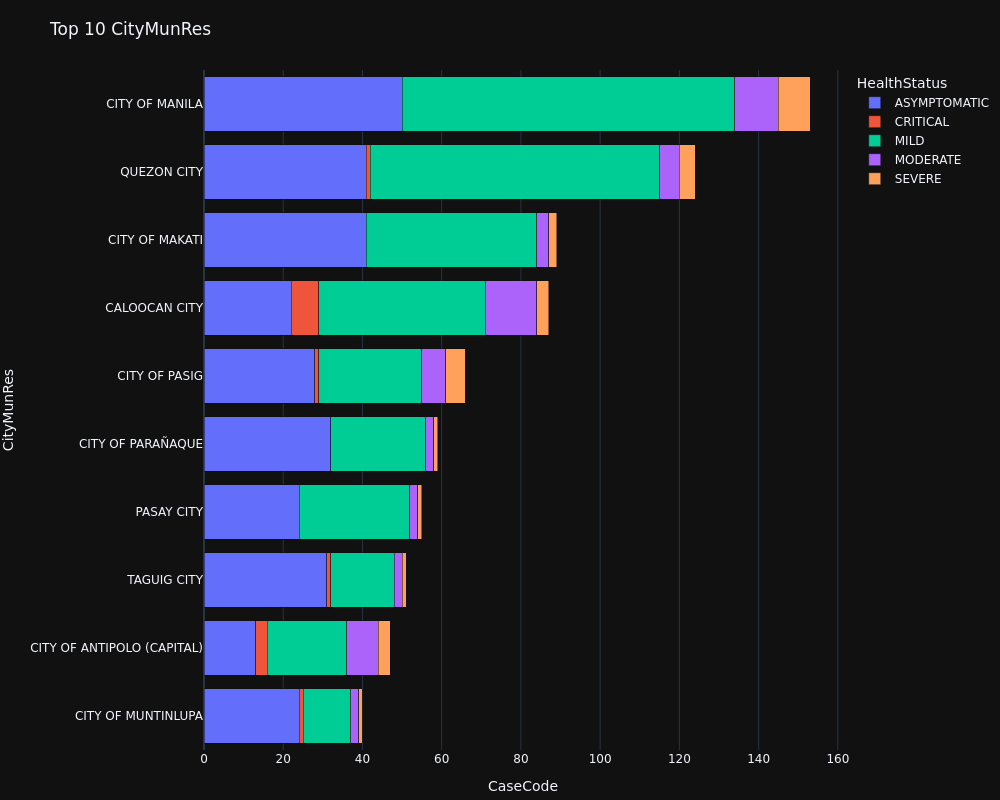 Top 10 CityMunRes
HealthStatus
ASYMPTOMATIC
CRITICAL
MILD
MODERATE
SEVERE
CityMunRes
CITY OF MANILA
QUEZON CITY
CITY OF MAKATI
CALOOCAN CITY
CITY OF PASIG
CITY OF PARAÑAQUE
PASAY CITY
TAGUIG CITY
CITY OF ANTIPOLO (CAPITAL)
CITY OF MUNTINLUPA
0 20 40 60 80 100 120 140 160
CaseCode